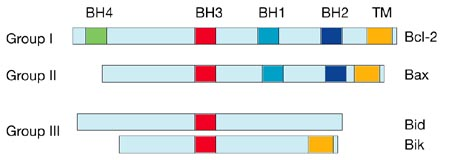 BH4 BH3 BH1 BH2 TM
Group I Bcl-2
Group II Bax
Group III Bid
Bik